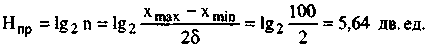 Hпр = lg₂ n = lg₂ (xmax − xmin)/2δ = lg₂ 100/2 = 5,64 дв. ед.